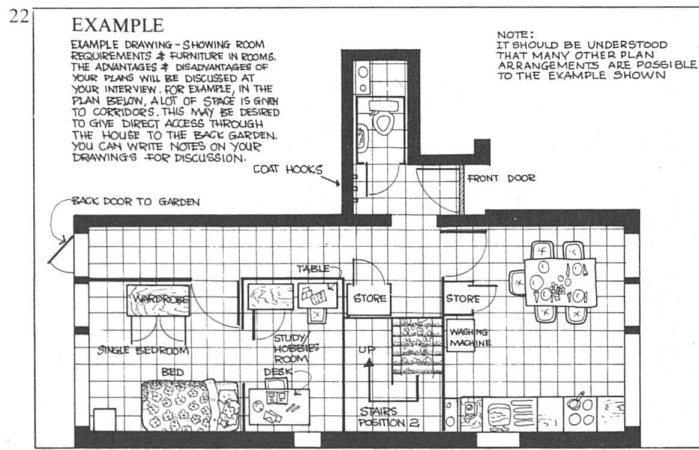 22
EXAMPLE
EXAMPLE DRAWING - SHOWING ROOM
REQUIREMENTS & FURNITURE IN ROOMS.
THE ADVANTAGES & DISADVANTAGES OF
YOUR PLANS WILL BE DISCUSSED AT
YOUR INTERVIEW. FOR EXAMPLE, IN THE
PLAN BELOW, A LOT OF SPACE IS GIVEN
TO CORRIDORS. THIS MAY BE DESIRED
TO GIVE DIRECT ACCESS THROUGH
THE HOUSE TO THE BACK GARDEN.
YOU CAN WRITE NOTES ON YOUR
DRAWINGS FOR DISCUSSION.
NOTE:
IT SHOULD BE UNDERSTOOD
THAT MANY OTHER PLAN
ARRANGEMENTS ARE POSSIBLE
TO THE EXAMPLE SHOWN
COAT HOOKS
FRONT DOOR
BACK DOOR TO GARDEN
TABLE
WARDROBE
STORE
STORE
SINGLE BEDROOM
STUDY/
HOBBIES
ROOM
UP
WASHING
MACHINE
BED
DESK
STAIRS
POSITION 2